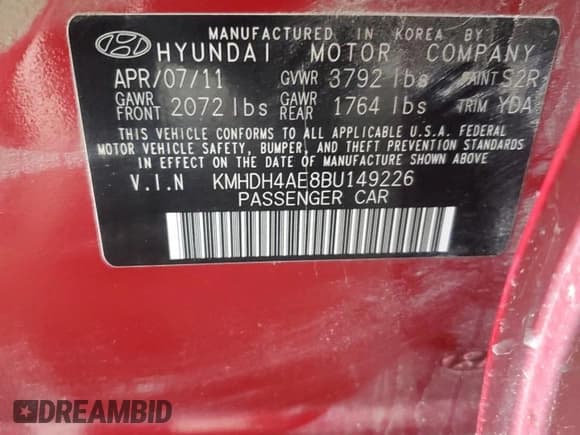 MANUFACTURED IN KOREA BY
HYUNDAI MOTOR COMPANY
APR/07/11 GVWR 3792 lbs PAINT S2R
GAWR FRONT 2072 lbs GAWR REAR 1764 lbs TRIM YDA
THIS VEHICLE CONFORMS TO ALL APPLICABLE U.S.A. FEDERAL
MOTOR VEHICLE SAFETY, BUMPER, AND THEFT PREVENTION STANDARDS
IN EFFECT ON THE DATE OF MANUFACTURE SHOWN ABOVE.
V.I.N KMHDH4AE8BU149226
PASSENGER CAR
DREAMBID